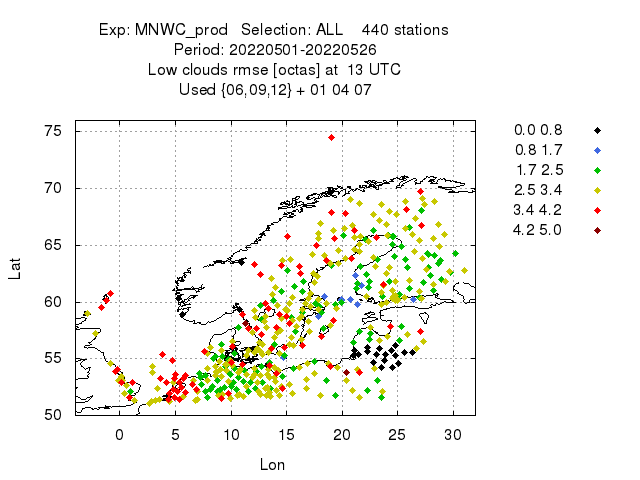 Exp: MNWC_prod Selection: ALL 440 stations
Period: 20220501-20220526
Low clouds rmse [octas] at 13 UTC
Used {06,09,12} + 01 04 07
0.0 0.8
0.8 1.7
1.7 2.5
2.5 3.4
3.4 4.2
4.2 5.0
75
70
65
60
55
50
Lat
0 5 10 15 20 25 30
Lon